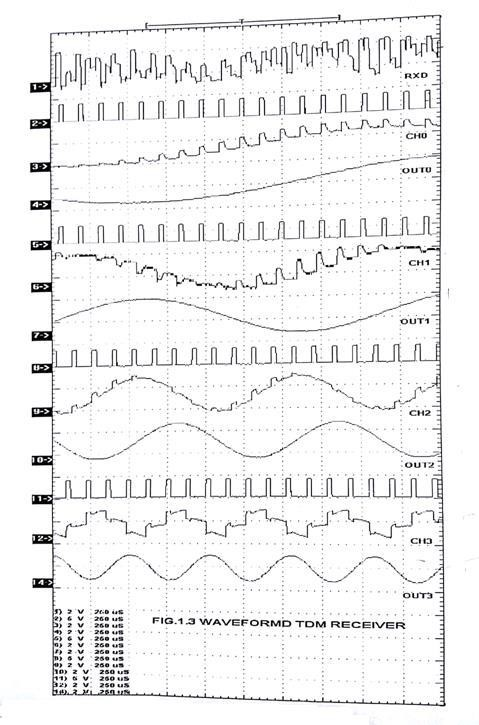 T
1
RXD
2
CH0
3
OUT0
4
5
CH1
6
OUT1
7
8
CH2
9
OUT2
10
11
CH3
12
OUT3
14
FIG.1.3 WAVEFORMD TDM RECEIVER
1) 2 V 250 uS
2) 5 V 250 uS
3) 2 V 250 uS
4) 2 V 250 uS
5) 5 V 250 uS
6) 2 V 250 uS
7) 2 V 250 uS
8) 5 V 250 uS
9) 2 V 250 uS
10) 2 V 250 uS
11) 5 V 250 uS
12) 2 V 250 uS
14) 2 V 250 uS